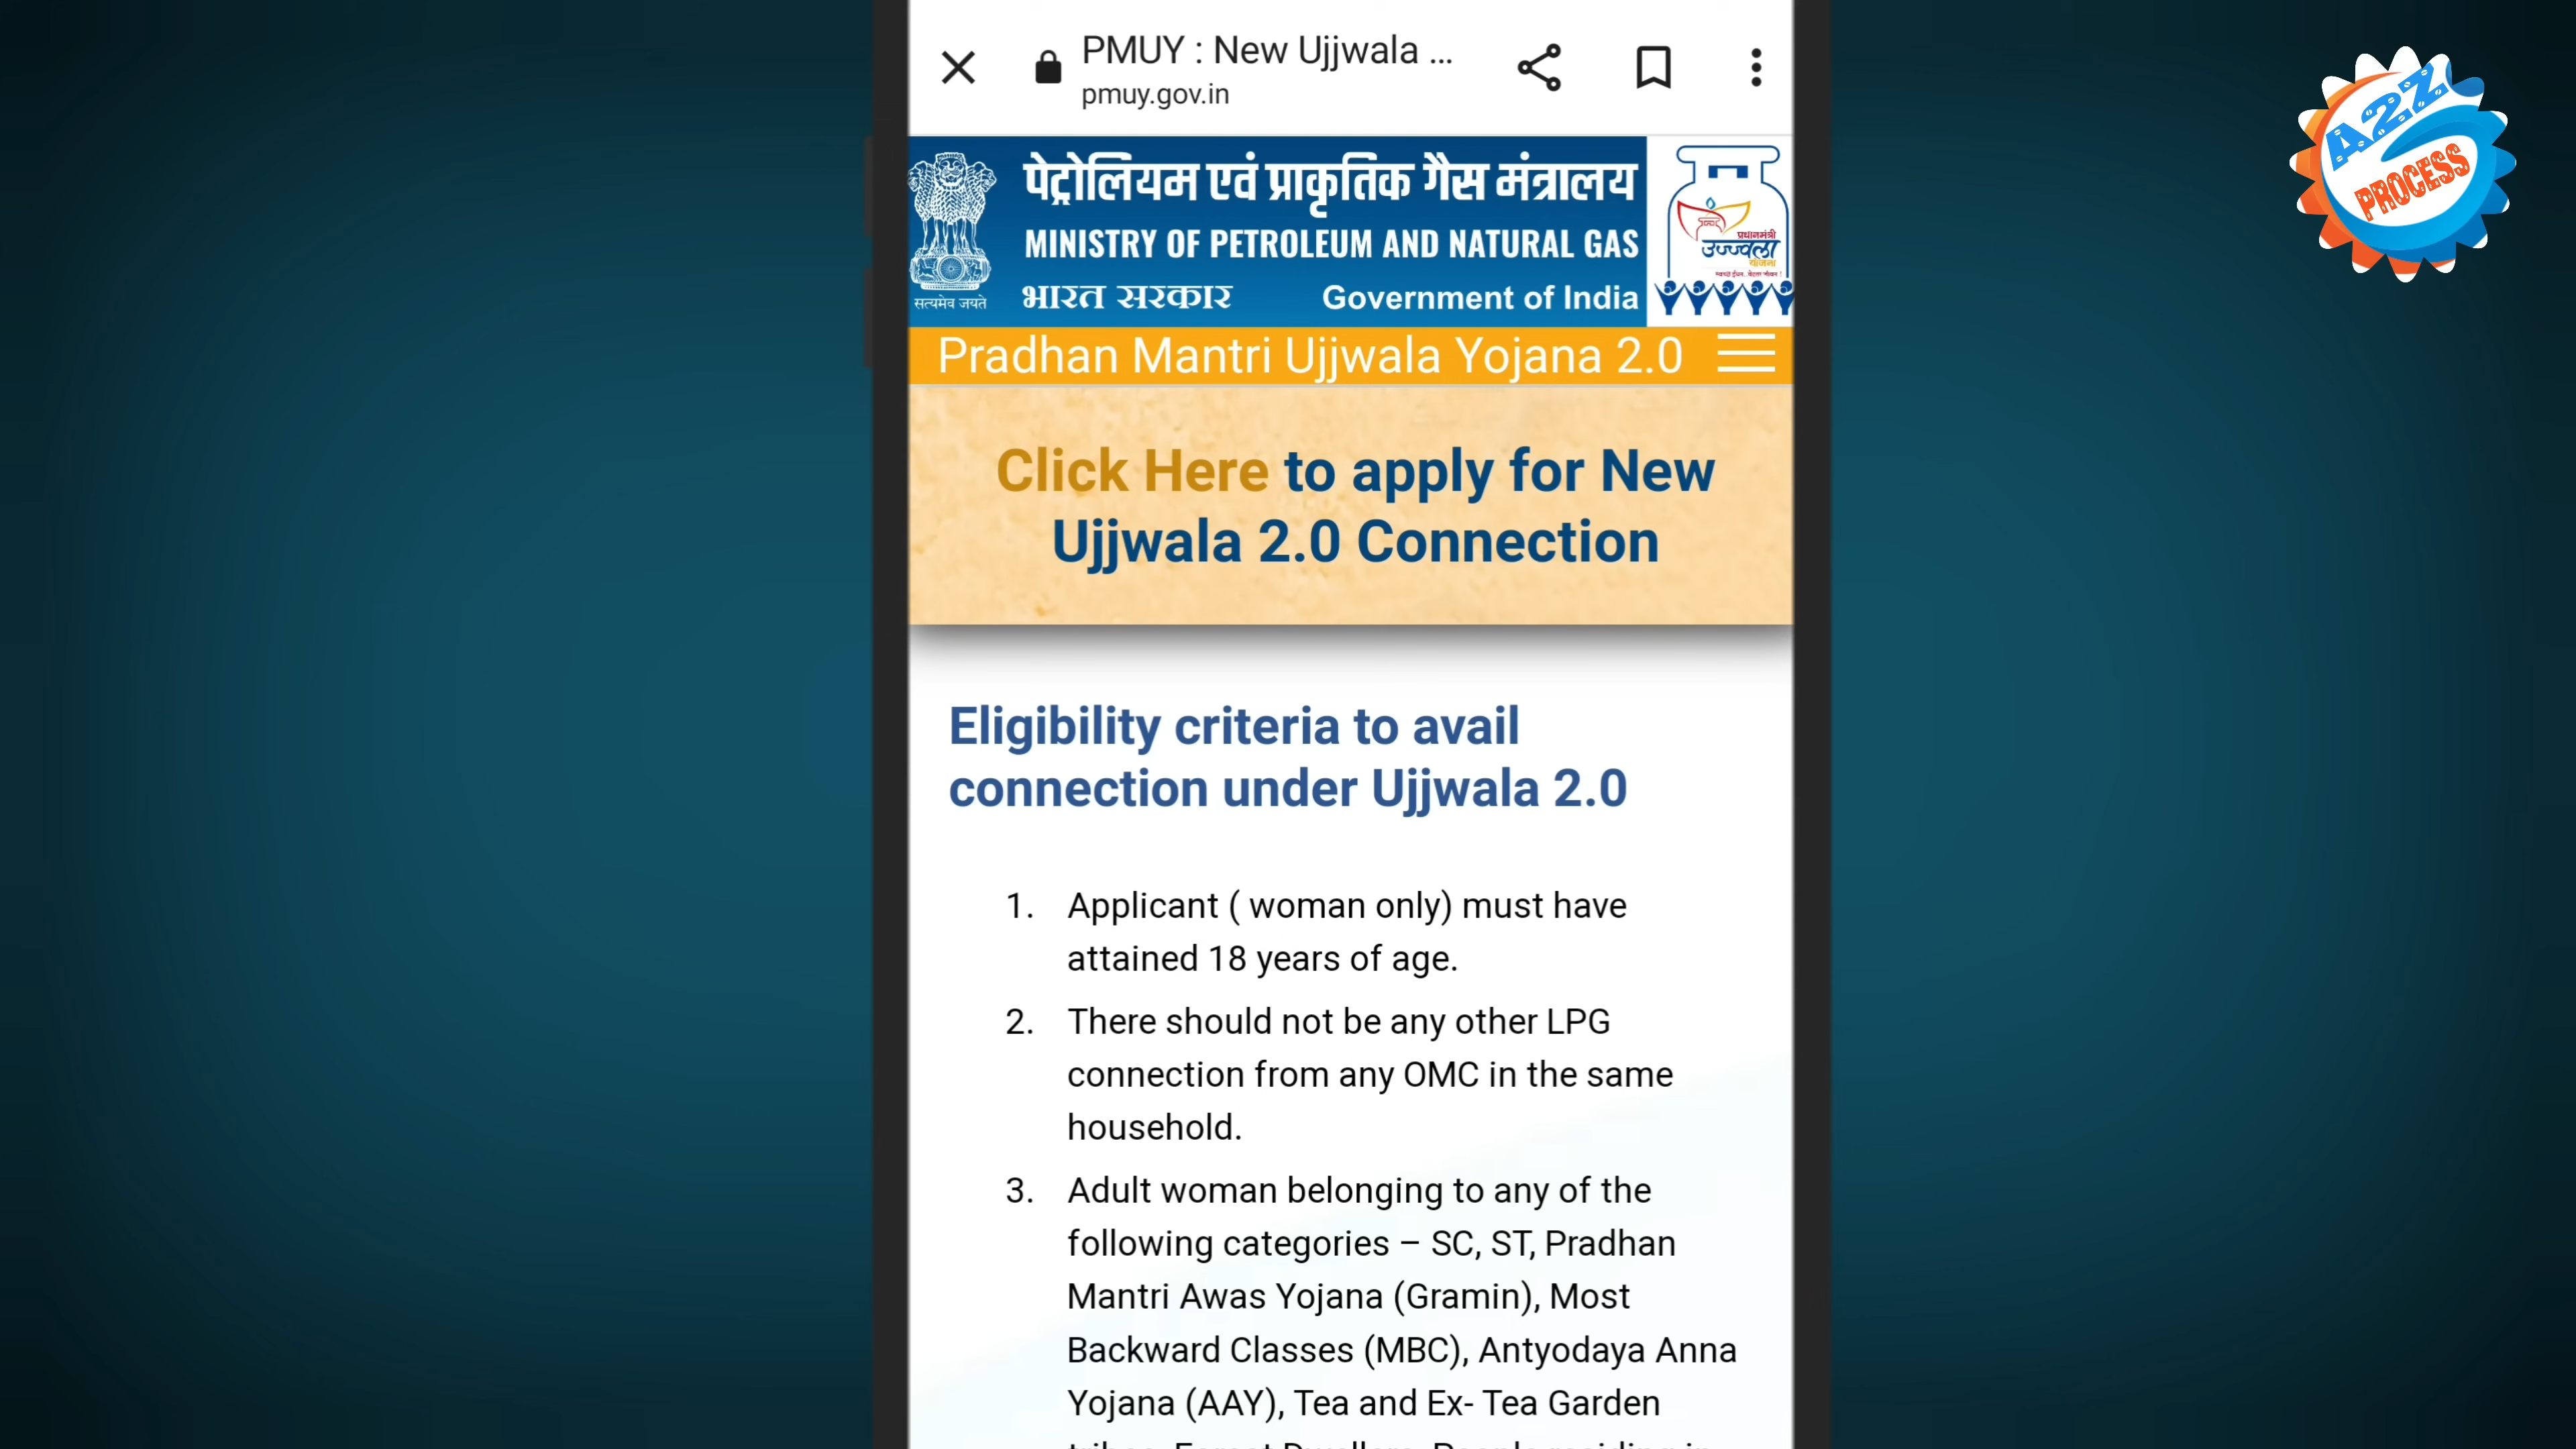 PMUY : New Ujjwala ...
pmuy.gov.in
A2Z
PROCESS
पेट्रोलियम एवं प्राकृतिक गैस मंत्रालय
MINISTRY OF PETROLEUM AND NATURAL GAS
भारत सरकार Government of India
सत्यमेव जयते
प्रधानमंत्री
उज्ज्वला
योजना
Pradhan Mantri Ujjwala Yojana 2.0
Click Here to apply for New
Ujjwala 2.0 Connection
Eligibility criteria to avail
connection under Ujjwala 2.0
1. Applicant ( woman only) must have
attained 18 years of age.
2. There should not be any other LPG
connection from any OMC in the same
household.
3. Adult woman belonging to any of the
following categories – SC, ST, Pradhan
Mantri Awas Yojana (Gramin), Most
Backward Classes (MBC), Antyodaya Anna
Yojana (AAY), Tea and Ex- Tea Garden